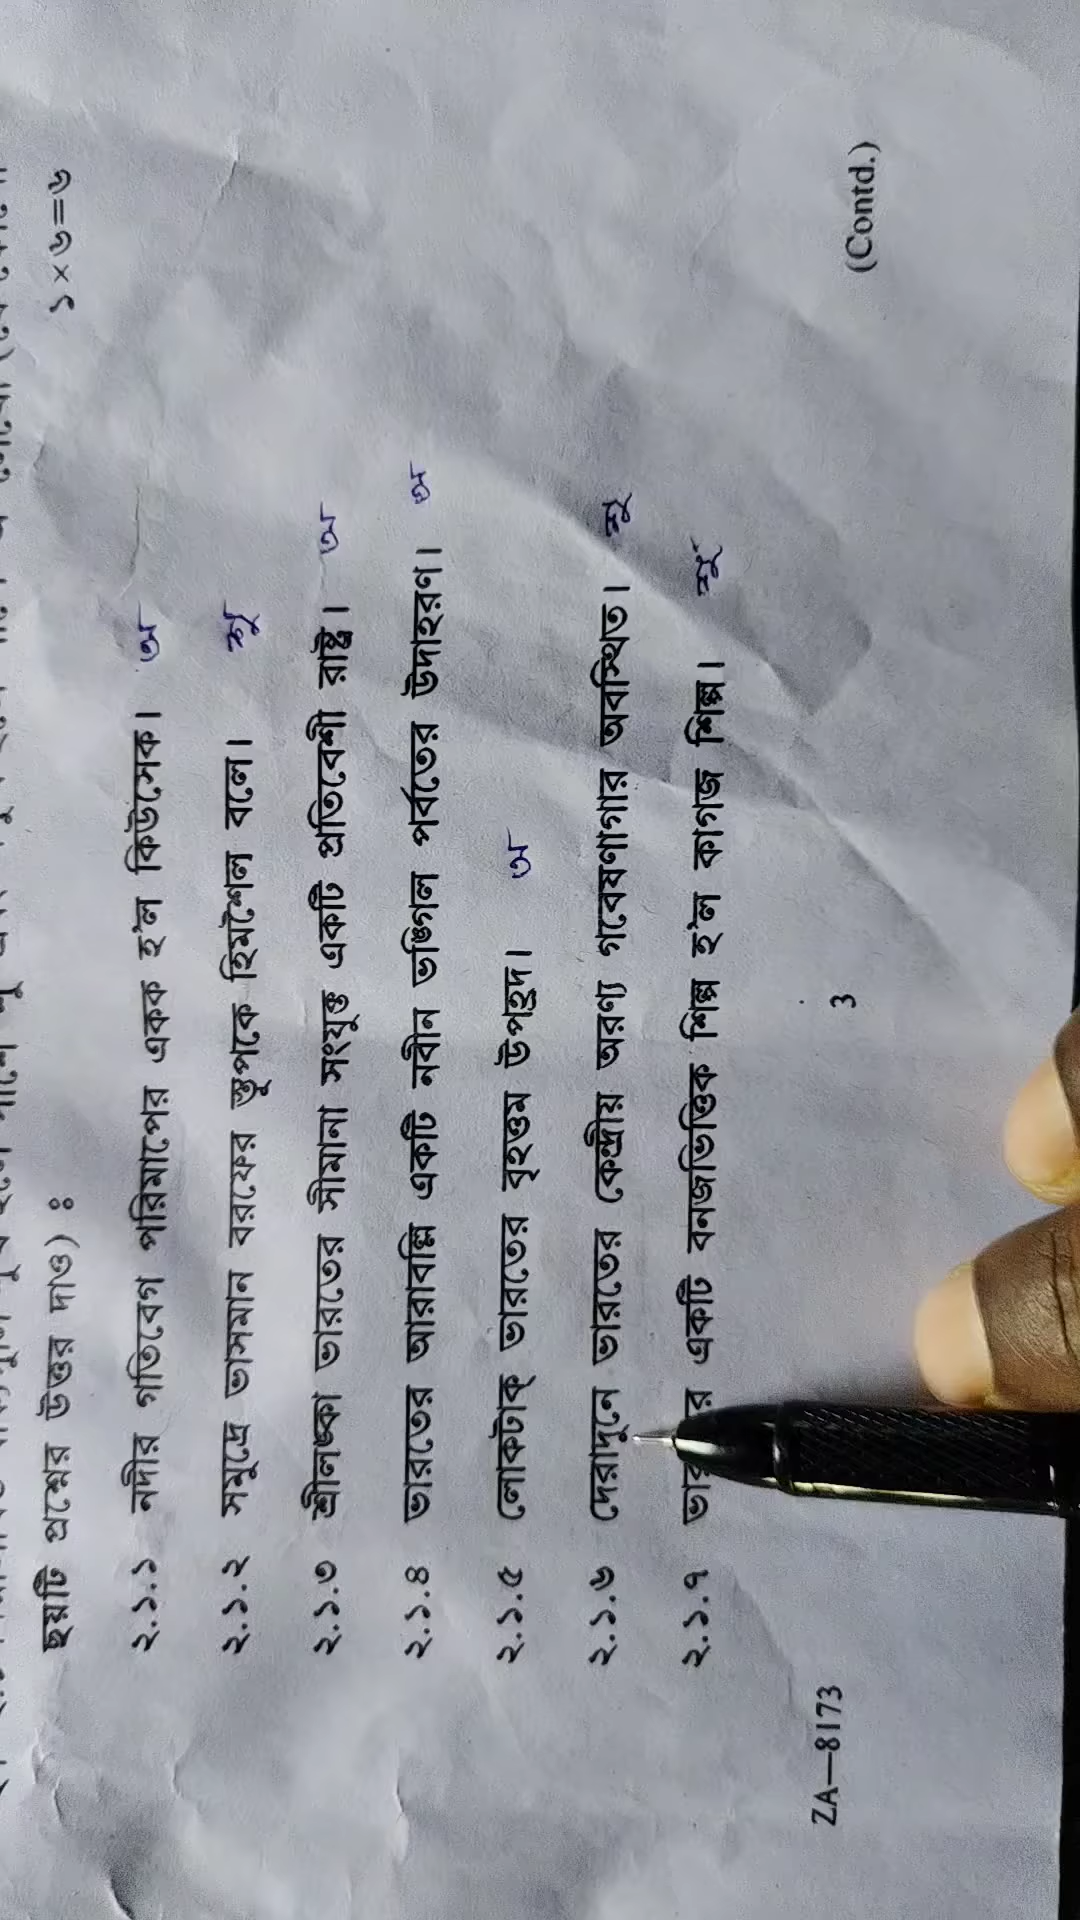 ছয়টি প্রশ্নের উত্তর দাও) ঃ ১×৬=৬
২.১.১ নদীর গতিবেগ পরিমাপের একক হ'ল কিউসেক। অ
২.১.২ সমুদ্রে ভাসমান বরফের স্তুপকে হিমশৈল বলে। শু
২.১.৩ শ্রীলঙ্কা ভারতের সীমানা সংযুক্ত একটি প্রতিবেশী রাষ্ট্র। অ
২.১.৪ ভারতের আরাবল্লি একটি নবীন ভঙ্গিল পর্বতের উদাহরণ। অ
২.১.৫ লোকটাক্ ভারতের বৃহত্তম উপহ্রদ। অ
২.১.৬ দেরাদুনে ভারতের কেন্দ্রীয় অরণ্য গবেষণাগার অবস্থিত। শু
২.১.৭ একটি বনজভিত্তিক শিল্প হ'ল কাগজ শিল্প। শু
ZA—8173 3 (Contd.)